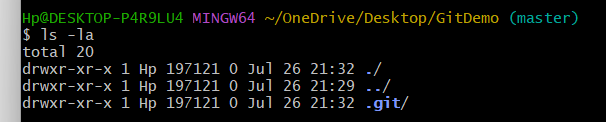 Hp@DESKTOP-P4R9LU4 MINGW64 ~/OneDrive/Desktop/GitDemo (master)
$ ls -la
total 20
drwxr-xr-x 1 Hp 197121 0 Jul 26 21:32 ./
drwxr-xr-x 1 Hp 197121 0 Jul 26 21:29 ../
drwxr-xr-x 1 Hp 197121 0 Jul 26 21:32 .git/